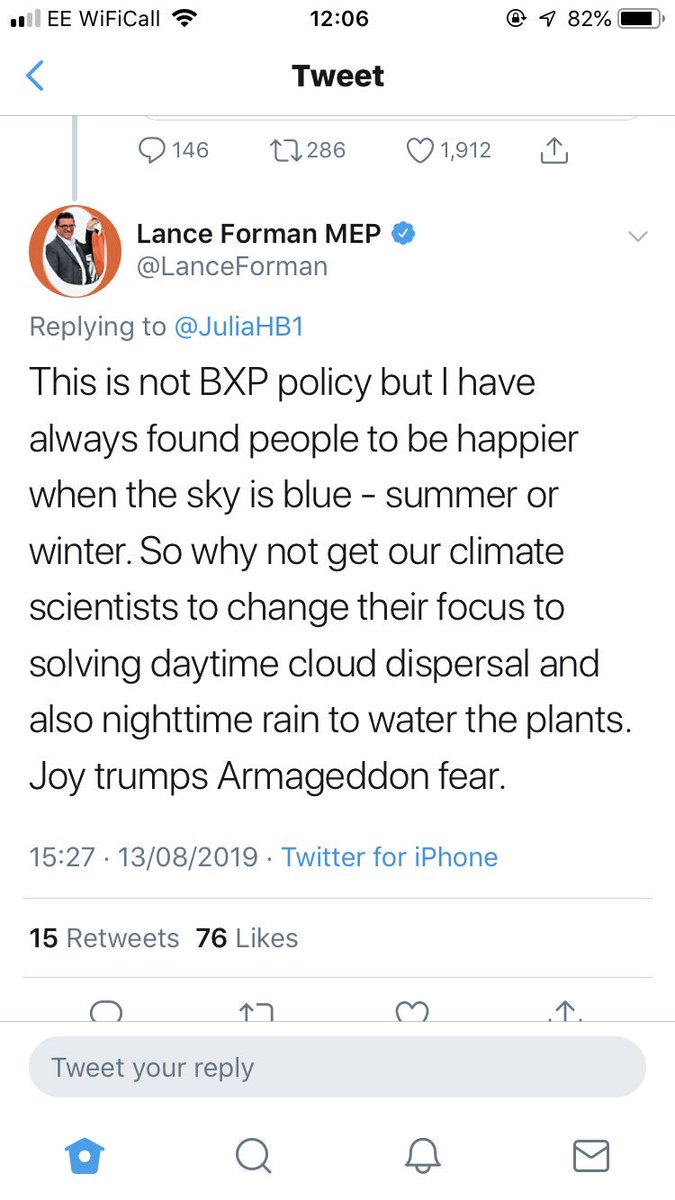 EE WiFiCall 12:06 82%
Tweet
146 286 1,912
Lance Forman MEP
@LanceForman
Replying to @JuliaHB1
This is not BXP policy but I have
always found people to be happier
when the sky is blue - summer or
winter. So why not get our climate
scientists to change their focus to
solving daytime cloud dispersal and
also nighttime rain to water the plants.
Joy trumps Armageddon fear.
15:27 · 13/08/2019 · Twitter for iPhone
15 Retweets 76 Likes
Tweet your reply